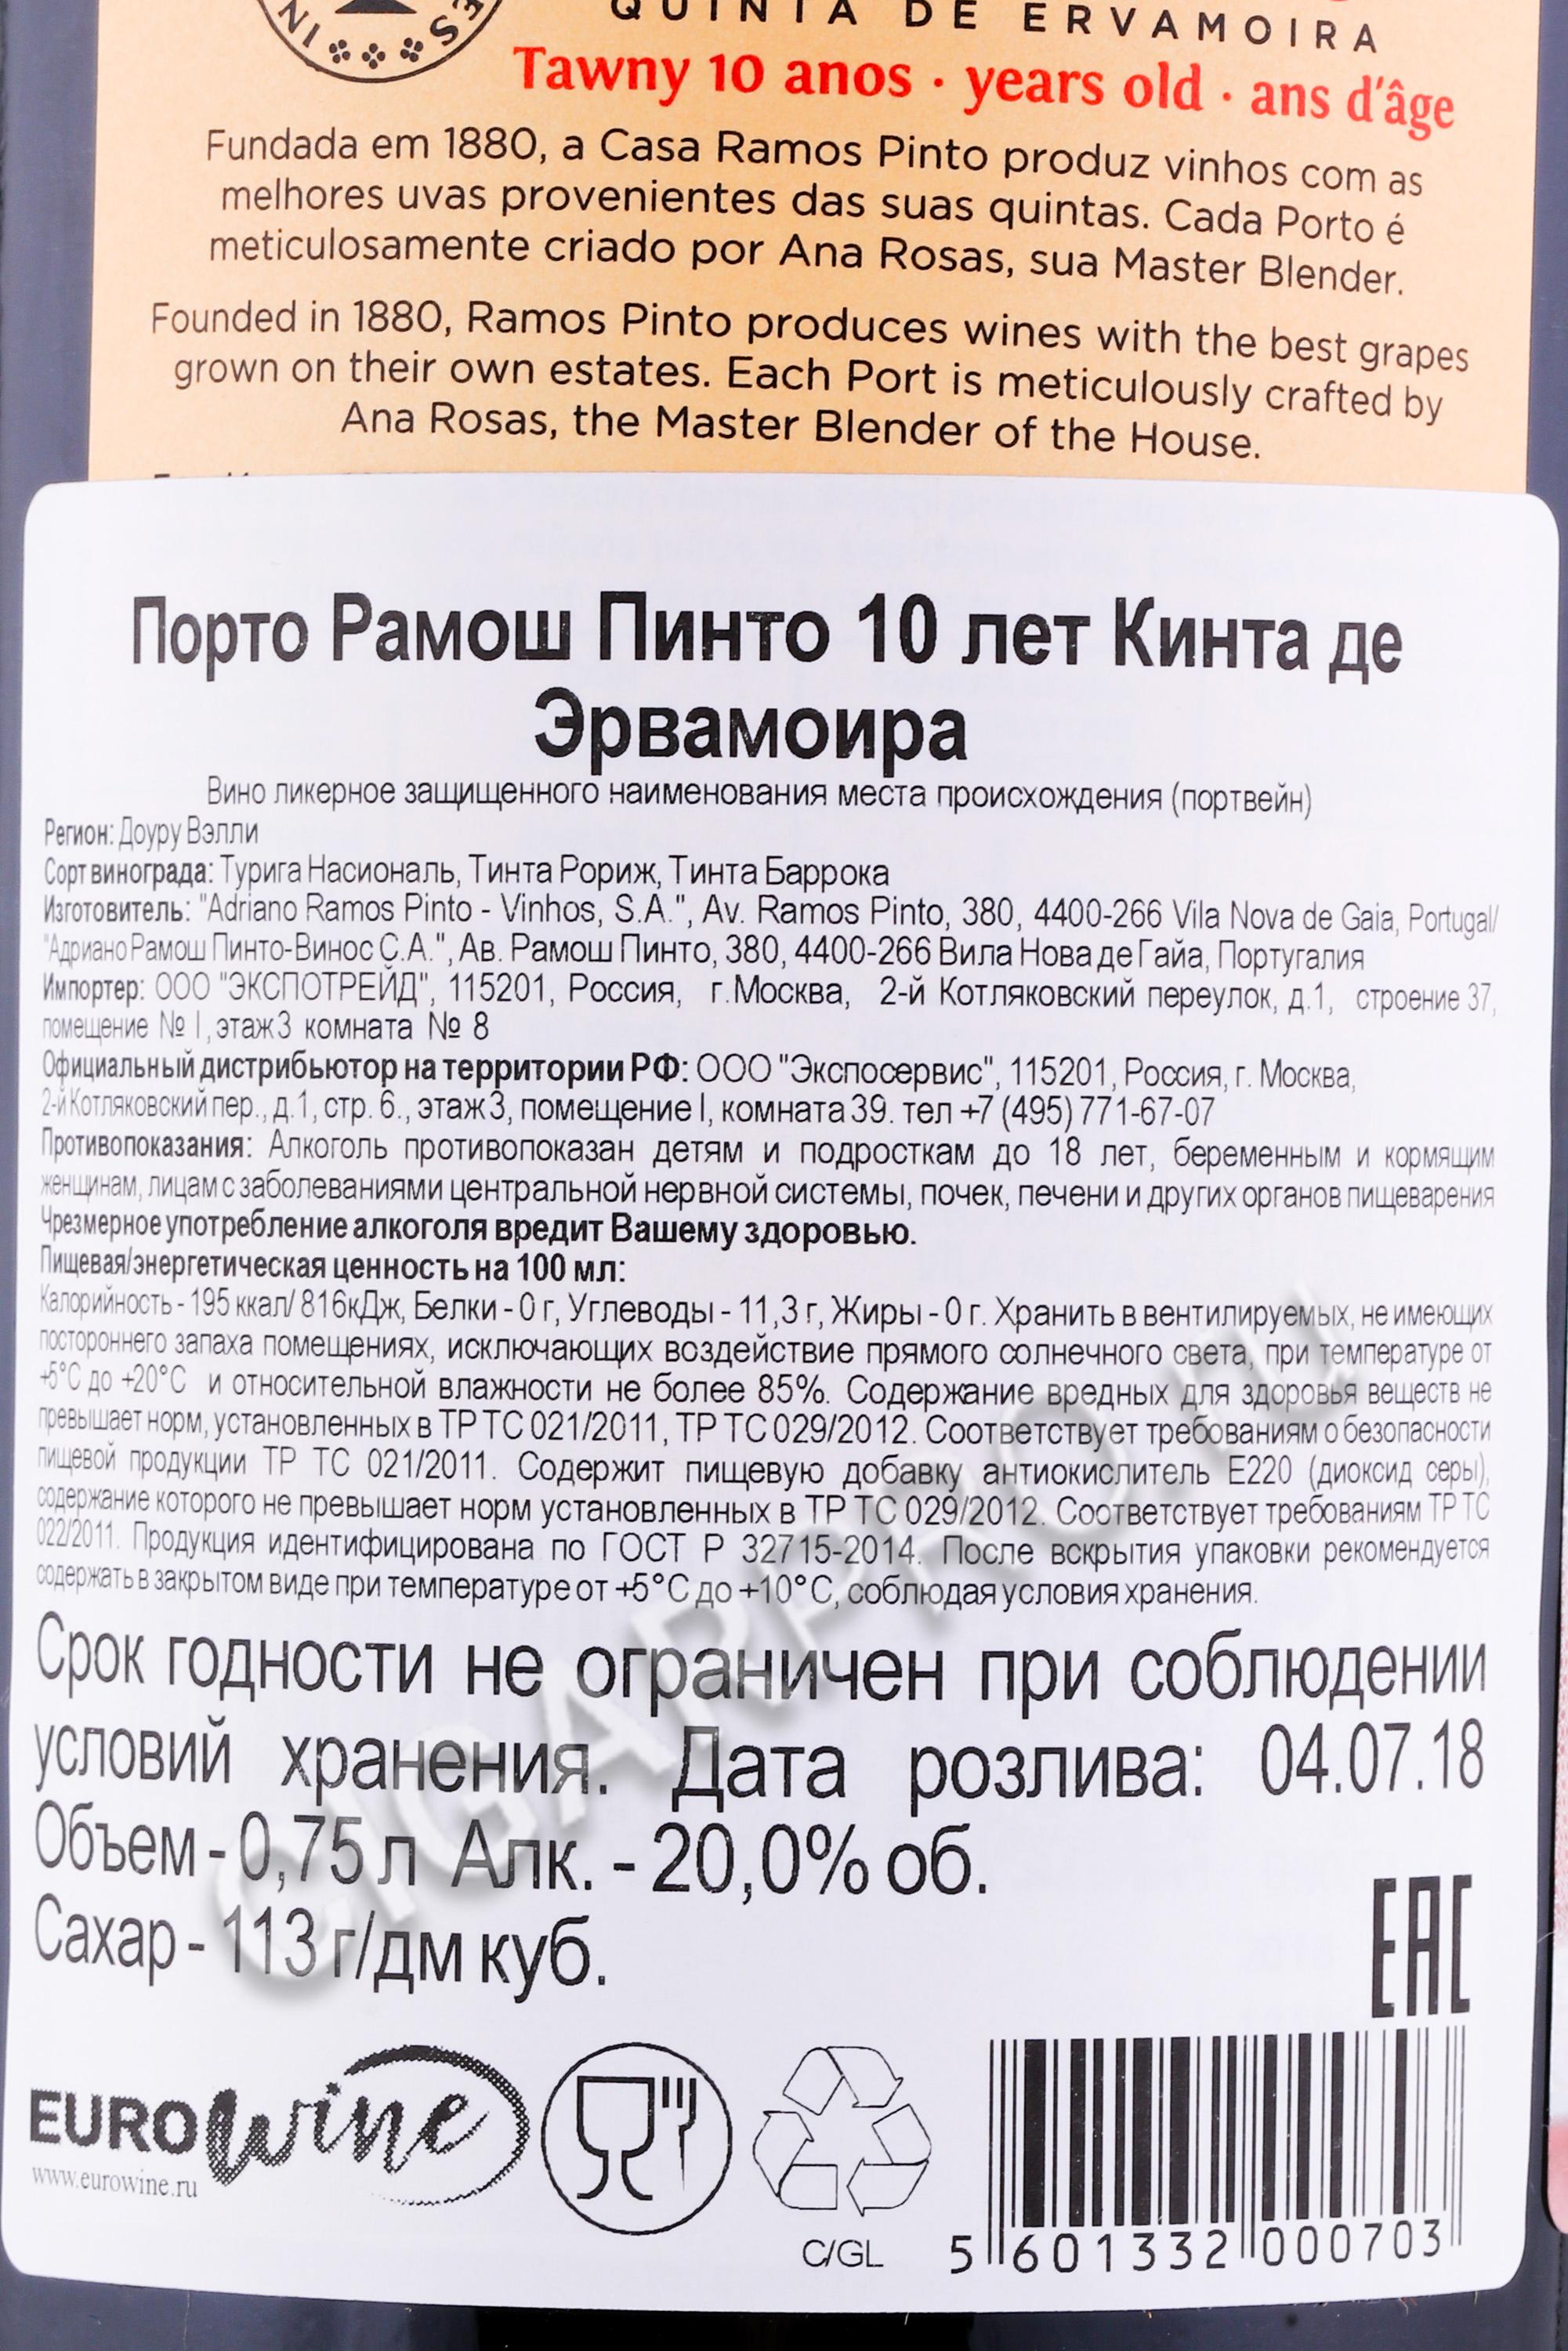 QUINTA DE ERVAMOIRA
Tawny 10 anos · years old · ans d'âge
Fundada em 1880, a Casa Ramos Pinto produz vinhos com as
melhores uvas provenientes das suas quintas. Cada Porto é
meticulosamente criado por Ana Rosas, sua Master Blender.
Founded in 1880, Ramos Pinto produces wines with the best grapes
grown on their own estates. Each Port is meticulously crafted by
Ana Rosas, the Master Blender of the House.
Порто Рамош Пинто 10 лет Кинта де
Эрвамоира
Вино ликерное защищенного наименования места происхождения (портвейн)
Регион: Доуру Вэлли
Сорт винограда: Турига Насиональ, Тинта Рориж, Тинта Баррока
Изготовитель: "Adriano Ramos Pinto - Vinhos, S.A.", Av. Ramos Pinto, 380, 4400-266 Vila Nova de Gaia, Portugal/
"Адриано Рамош Пинто-Винос С.А.", Ав. Рамош Пинто, 380, 4400-266 Вила Нова де Гайа, Португалия
Импортер: ООО "ЭКСПОТРЕЙД", 115201, Россия, г.Москва, 2-й Котляковский переулок, д.1, строение 37,
помещение № I, этаж 3 комната № 8
Официальный дистрибьютор на территории РФ: ООО "Экспосервис", 115201, Россия, г. Москва,
2-й Котляковский пер., д.1, стр. 6., этаж 3, помещение I, комната 39. тел +7 (495) 771-67-07
Противопоказания: Алкоголь противопоказан детям и подросткам до 18 лет, беременным и кормящим
женщинам, лицам с заболеваниями центральной нервной системы, почек, печени и других органов пищеварения
Чрезмерное употребление алкоголя вредит Вашему здоровью.
Пищевая/энергетическая ценность на 100 мл:
Калорийность - 195 ккал/ 816кДж, Белки - 0 г, Углеводы - 11,3 г, Жиры - 0 г. Хранить в вентилируемых, не имеющих
постороннего запаха помещениях, исключающих воздействие прямого солнечного света, при температуре от
+5°C до +20°C и относительной влажности не более 85%. Содержание вредных для здоровья веществ не
превышает норм, установленных в ТР ТС 021/2011, ТР ТС 029/2012. Соответствует требованиям о безопасности
пищевой продукции ТР ТС 021/2011. Содержит пищевую добавку антиокислитель Е220 (диоксид серы),
содержание которого не превышает норм установленных в ТР ТС 029/2012. Соответствует требованиям ТР ТС
022/2011. Продукция идентифицирована по ГОСТ Р 32715-2014. После вскрытия упаковки рекомендуется
содержать в закрытом виде при температуре от +5°C до +10°C, соблюдая условия хранения.
Срок годности не ограничен при соблюдении
условий хранения. Дата розлива: 04.07.18
Объем - 0,75 л Алк. - 20,0% об.
Сахар - 113 г/дм куб.
EAC
EUROwine
www.eurowine.ru
C/GL
5 601332 000703
CIGARPRO.ru